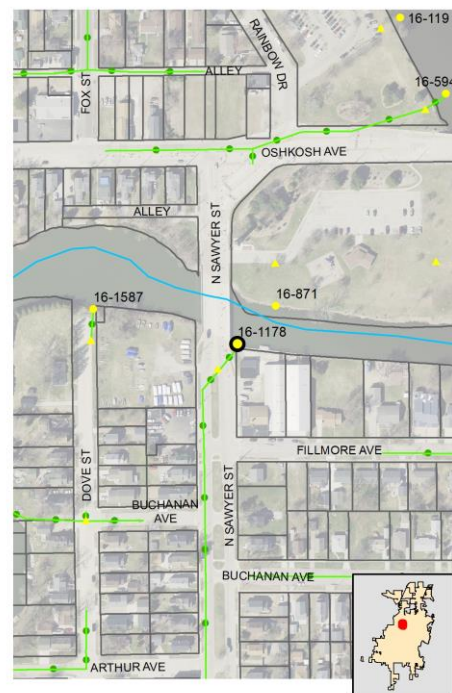 16-119
RAINBOW DR
ALLEY
FOX ST
16-594
OSHKOSH AVE
ALLEY
N SAWYER ST
16-1587
16-871
16-1178
FILLMORE AVE
DOVE ST
BUCHANAN
AVE
N SAWYER ST
BUCHANAN AVE
ARTHUR AVE